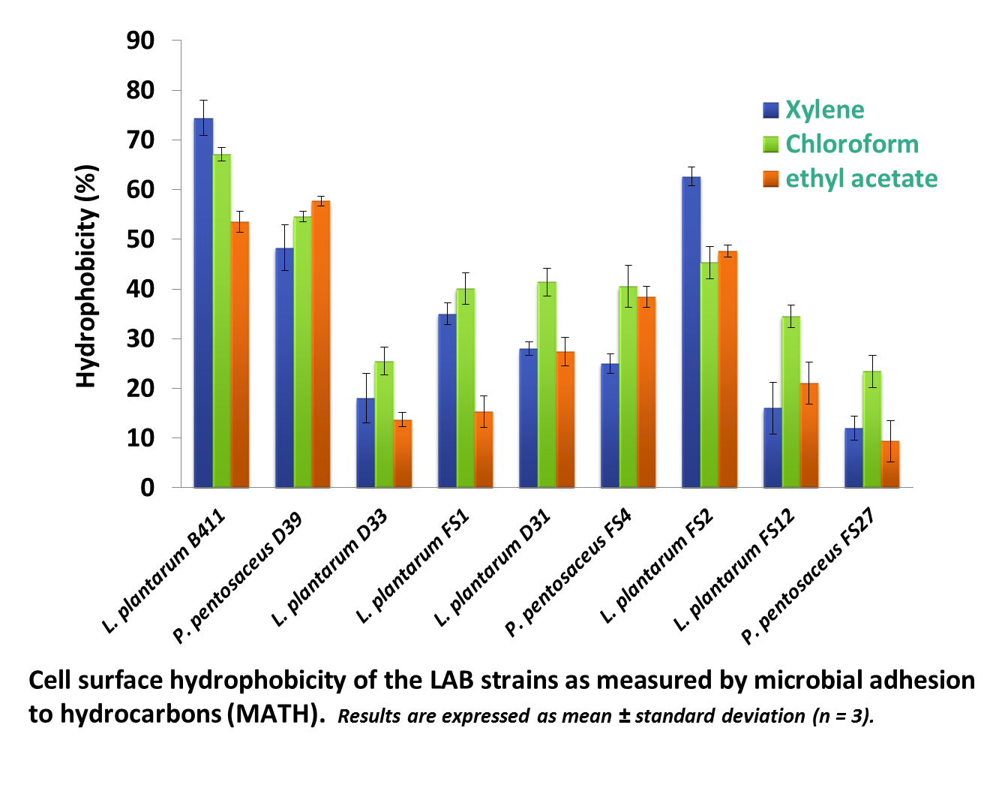 90
80
70
60
50
40
30
20
10
0
Hydrophobicity (%)
Xylene
Chloroform
ethyl acetate
L. plantarum B411
P. pentosaceus D39
L. plantarum D33
L. plantarum FS1
L. plantarum D31
P. pentosaceus FS4
L. plantarum FS2
L. plantarum FS12
P. pentosaceus FS27
Cell surface hydrophobicity of the LAB strains as measured by microbial adhesion
to hydrocarbons (MATH). Results are expressed as mean ± standard deviation (n = 3).